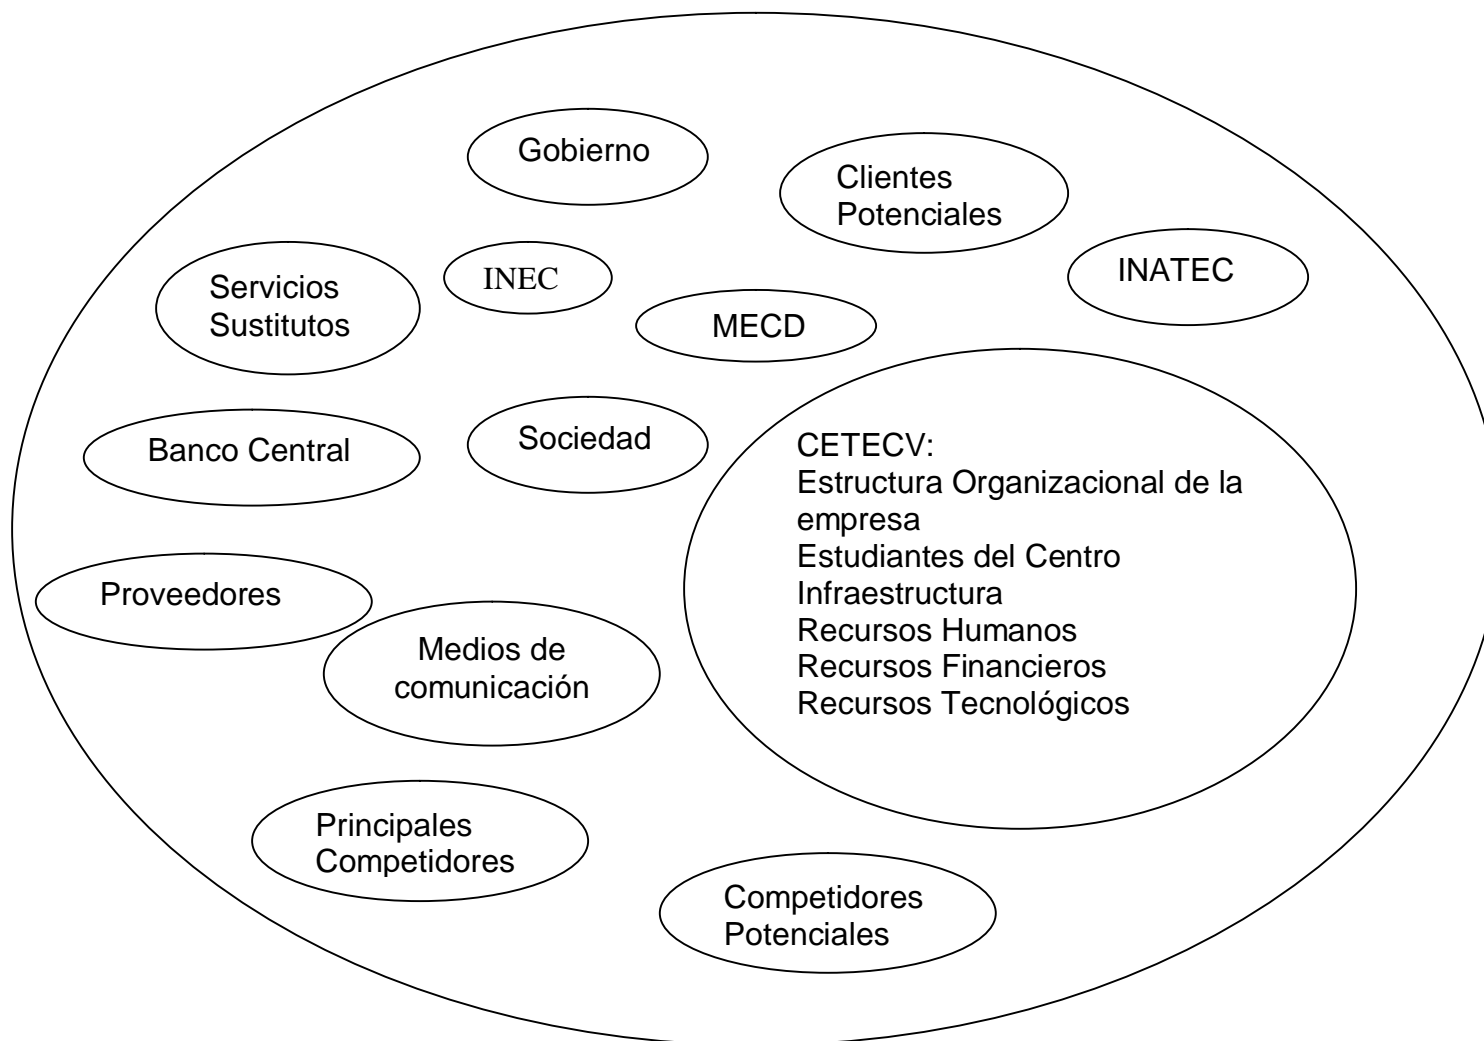 Gobierno
Clientes
Potenciales
INATEC
Servicios
Sustitutos
INEC
MECD
Banco Central
Sociedad
CETECV:
Estructura Organizacional de la
empresa
Estudiantes del Centro
Infraestructura
Recursos Humanos
Recursos Financieros
Recursos Tecnológicos
Proveedores
Medios de
comunicación
Principales
Competidores
Competidores
Potenciales